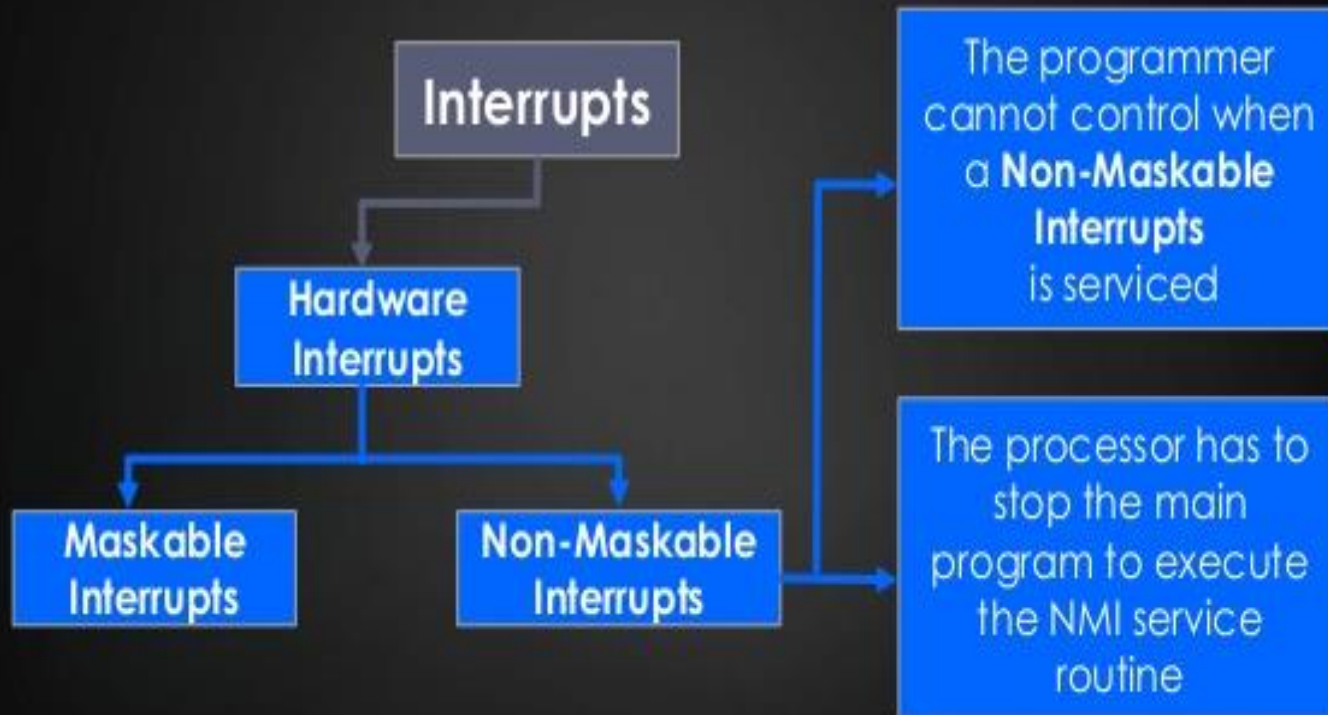 Interrupts
Hardware
Interrupts
Maskable
Interrupts
Non-Maskable
Interrupts
The programmer
cannot control when
a Non-Maskable
Interrupts
is serviced
The processor has to
stop the main
program to execute
the NMI service
routine